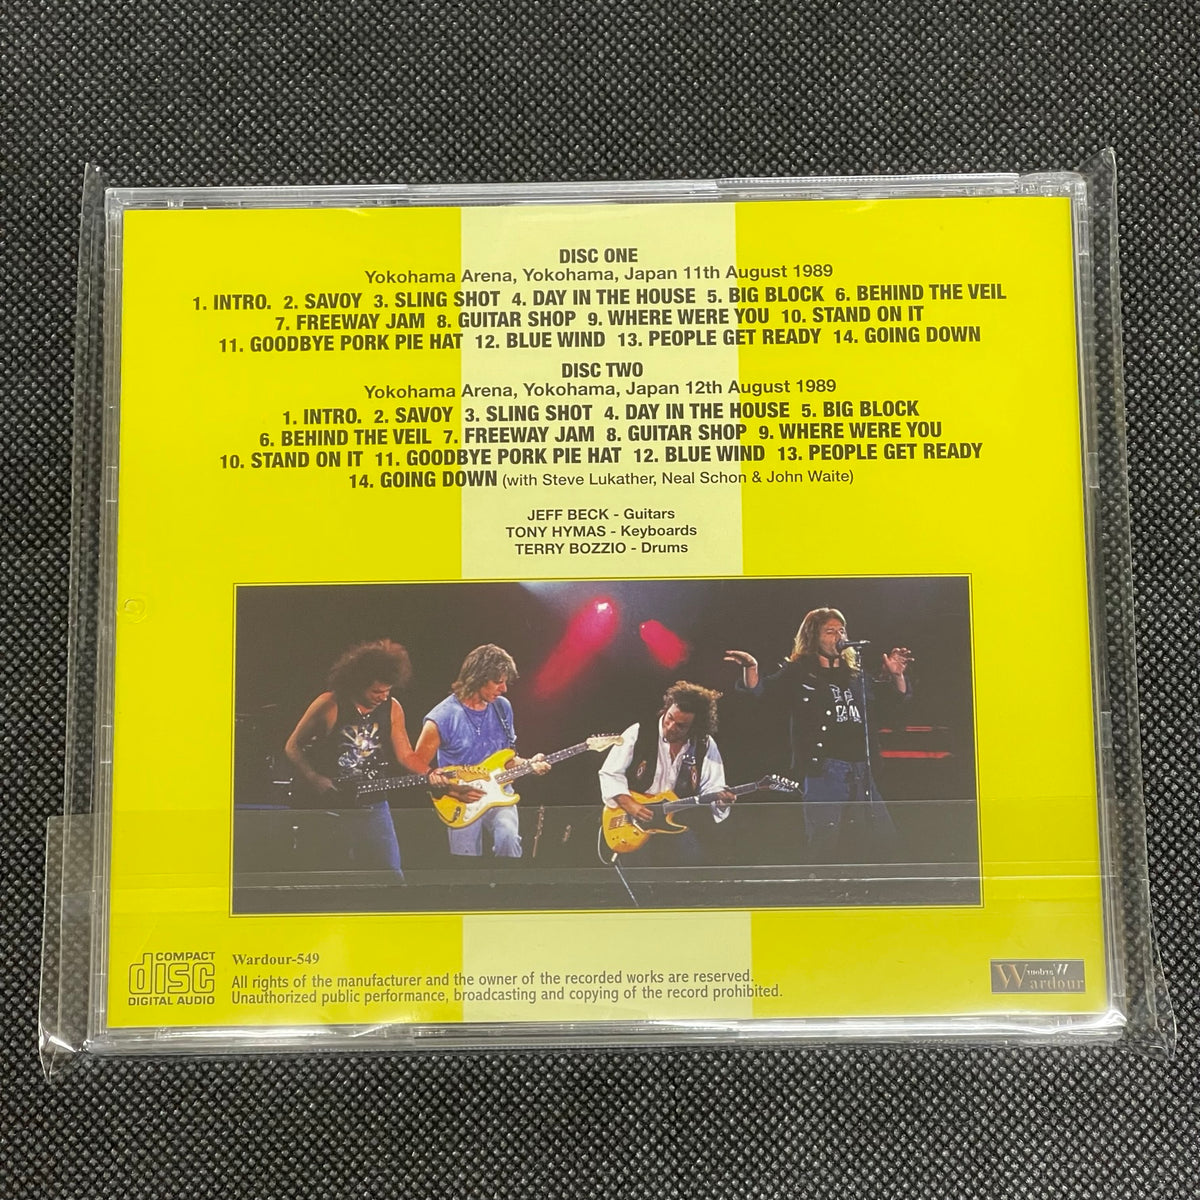 DISC ONE
Yokohama Arena, Yokohama, Japan 11th August 1989
1. INTRO. 2. SAVOY 3. SLING SHOT 4. DAY IN THE HOUSE 5. BIG BLOCK 6. BEHIND THE VEIL
7. FREEWAY JAM 8. GUITAR SHOP 9. WHERE WERE YOU 10. STAND ON IT
11. GOODBYE PORK PIE HAT 12. BLUE WIND 13. PEOPLE GET READY 14. GOING DOWN
DISC TWO
Yokohama Arena, Yokohama, Japan 12th August 1989
1. INTRO. 2. SAVOY 3. SLING SHOT 4. DAY IN THE HOUSE 5. BIG BLOCK
6. BEHIND THE VEIL 7. FREEWAY JAM 8. GUITAR SHOP 9. WHERE WERE YOU
10. STAND ON IT 11. GOODBYE PORK PIE HAT 12. BLUE WIND 13. PEOPLE GET READY
14. GOING DOWN (with Steve Lukather, Neal Schon & John Waite)
JEFF BECK - Guitars
TONY HYMAS - Keyboards
TERRY BOZZIO - Drums
COMPACT
disc
DIGITAL AUDIO
Wardour-549
All rights of the manufacturer and the owner of the recorded works are reserved.
Unauthorized public performance, broadcasting and copying of the record prohibited.
Wardour